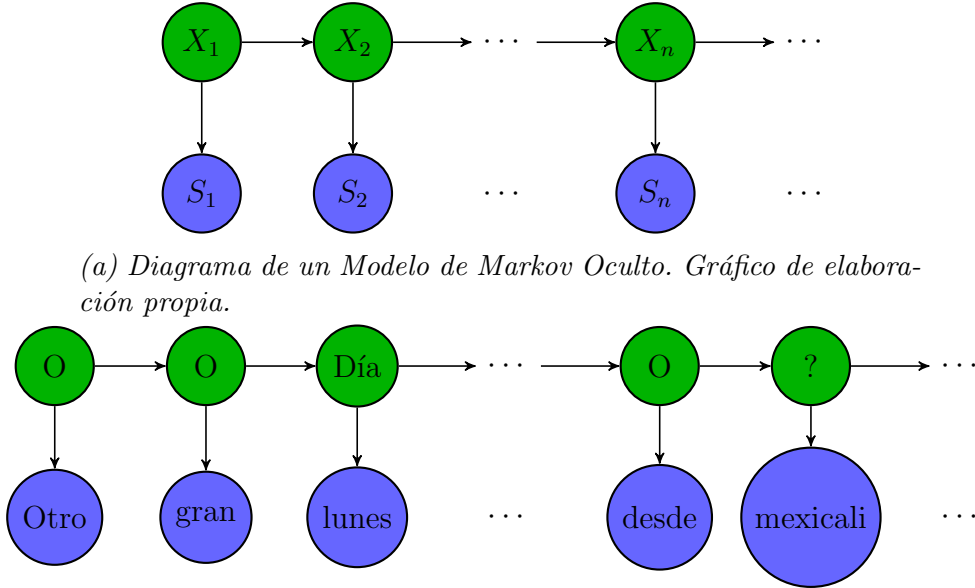 X₁ X₂ ⋯ Xₙ ⋯
S₁ S₂ ⋯ Sₙ ⋯
(a) Diagrama de un Modelo de Markov Oculto. Gráfico de elabora-
ción propia.
O O Día ⋯ O ? ⋯
Otro gran lunes ⋯ desde mexicali ⋯